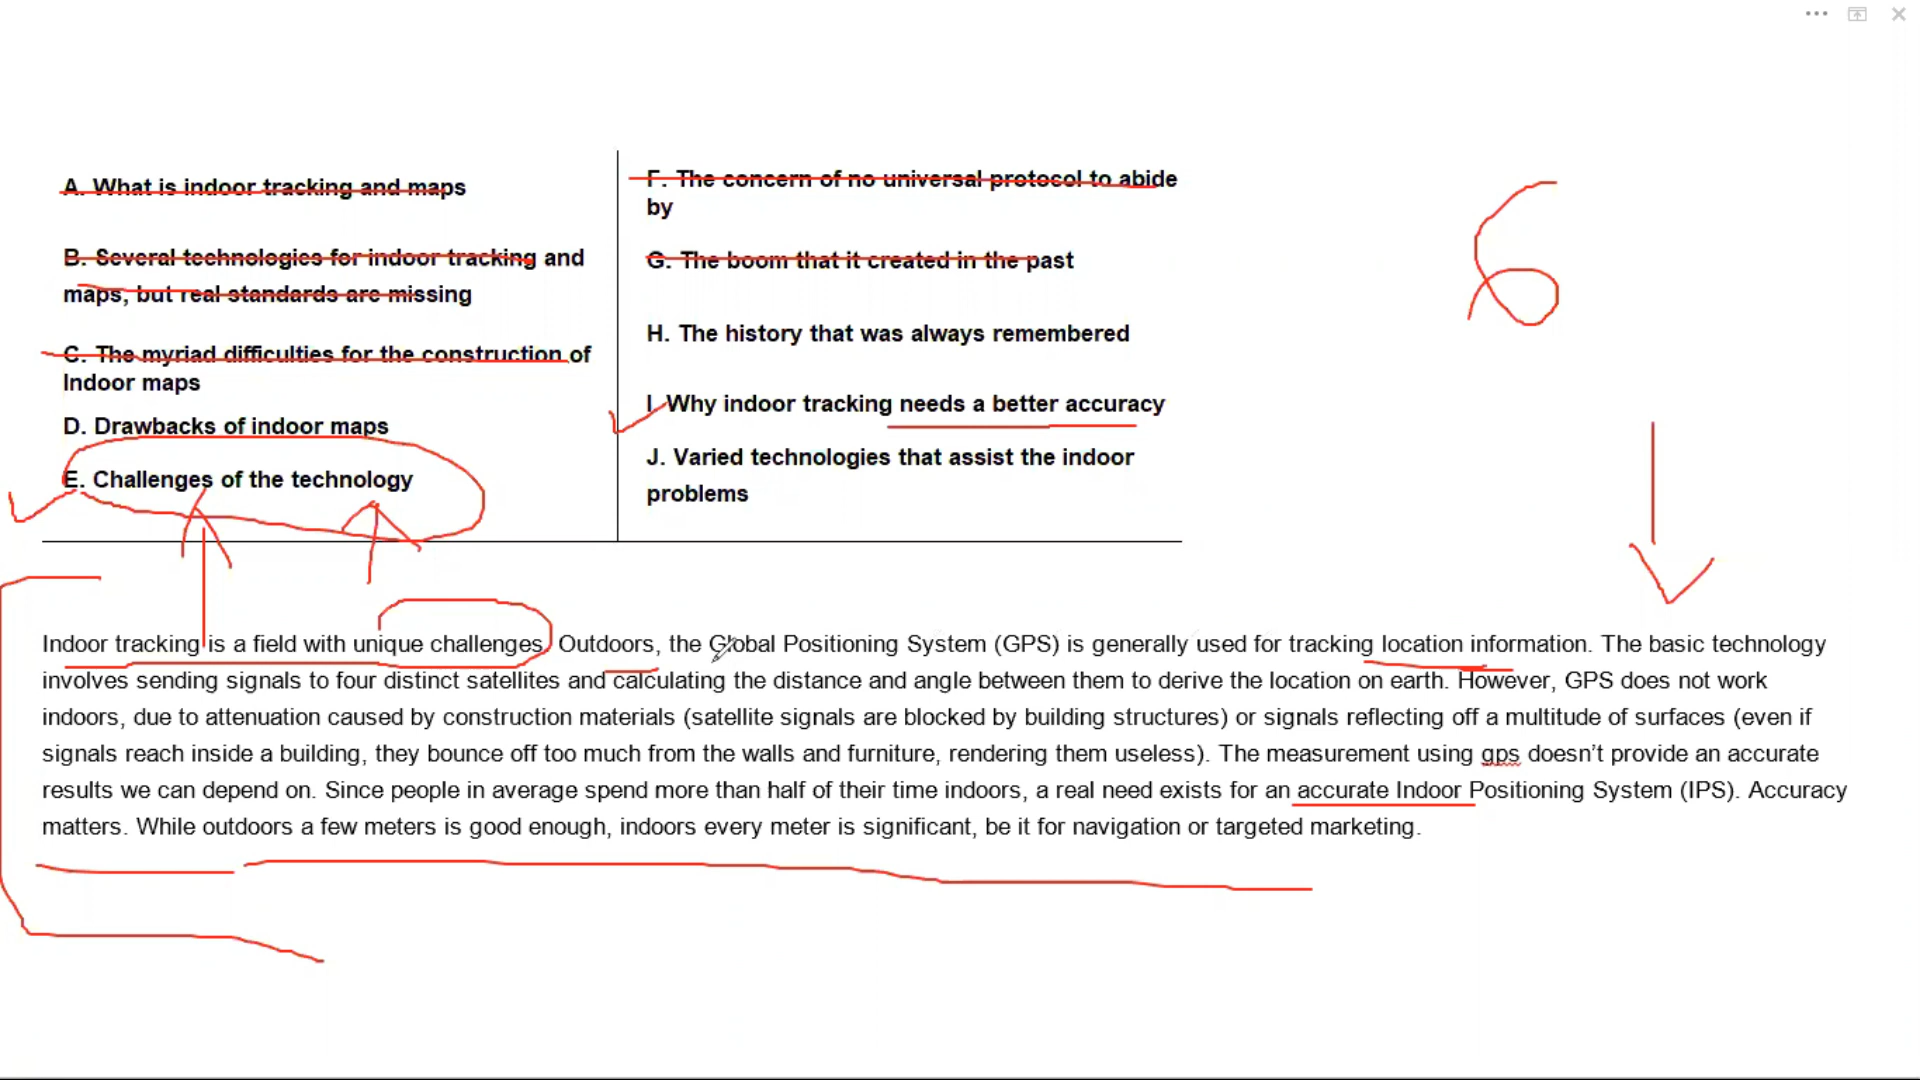 A. What is indoor tracking and maps
B. Several technologies for indoor tracking and
maps, but real standards are missing
C. The myriad difficulties for the construction of
Indoor maps
D. Drawbacks of indoor maps
E. Challenges of the technology
F. The concern of no universal protocol to abide
by
G. The boom that it created in the past
H. The history that was always remembered
I. Why indoor tracking needs a better accuracy
J. Varied technologies that assist the indoor
problems
6
Indoor tracking is a field with unique challenges. Outdoors, the Global Positioning System (GPS) is generally used for tracking location information. The basic technology
involves sending signals to four distinct satellites and calculating the distance and angle between them to derive the location on earth. However, GPS does not work
indoors, due to attenuation caused by construction materials (satellite signals are blocked by building structures) or signals reflecting off a multitude of surfaces (even if
signals reach inside a building, they bounce off too much from the walls and furniture, rendering them useless). The measurement using gps doesn’t provide an accurate
results we can depend on. Since people in average spend more than half of their time indoors, a real need exists for an accurate Indoor Positioning System (IPS). Accuracy
matters. While outdoors a few meters is good enough, indoors every meter is significant, be it for navigation or targeted marketing.